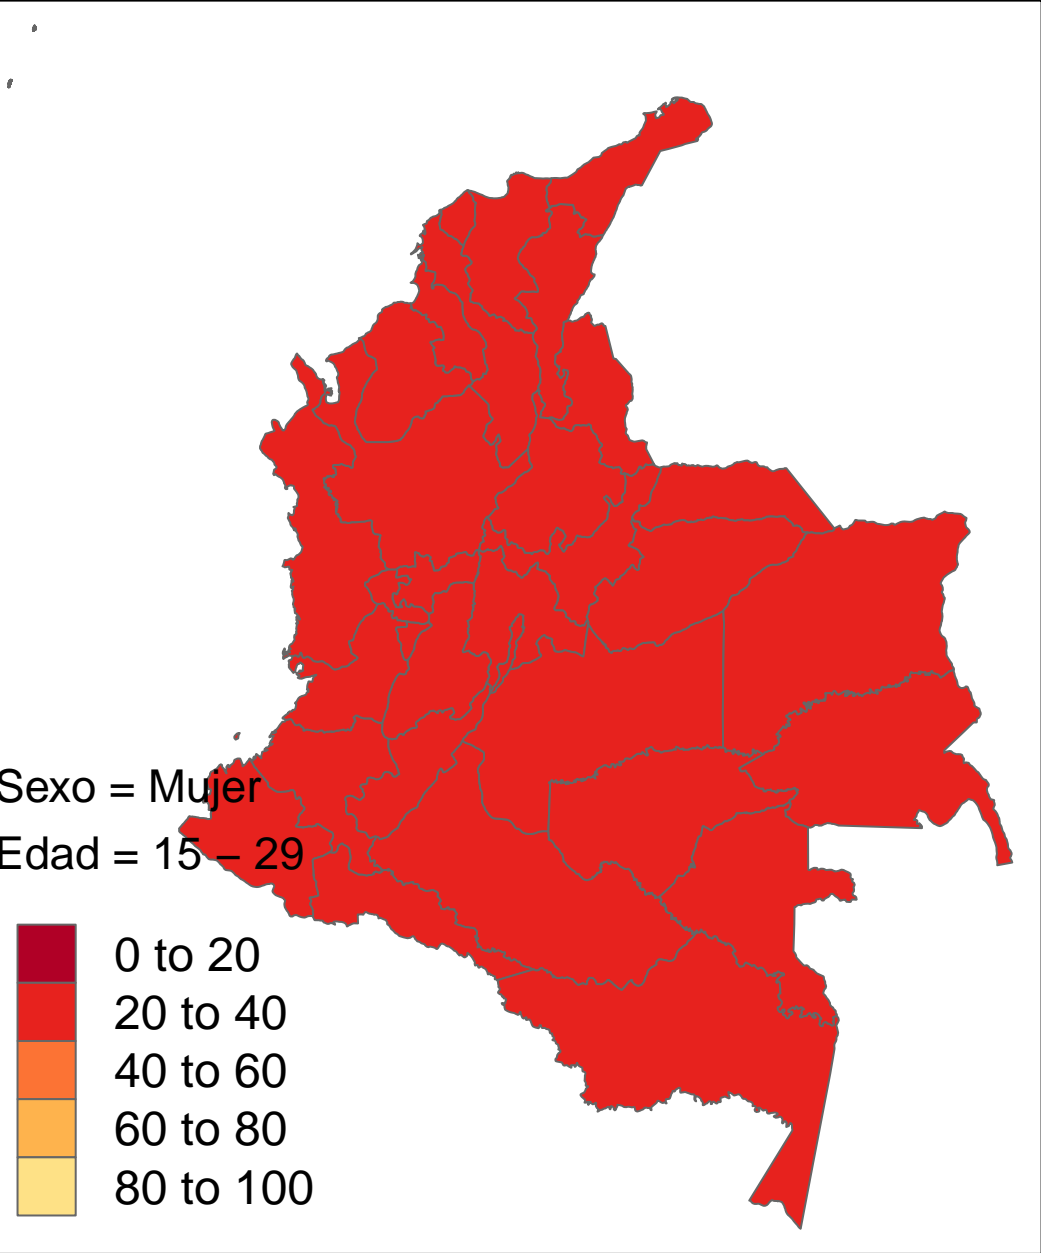 Sexo = Mujer
Edad = 15 – 29
0 to 20
20 to 40
40 to 60
60 to 80
80 to 100